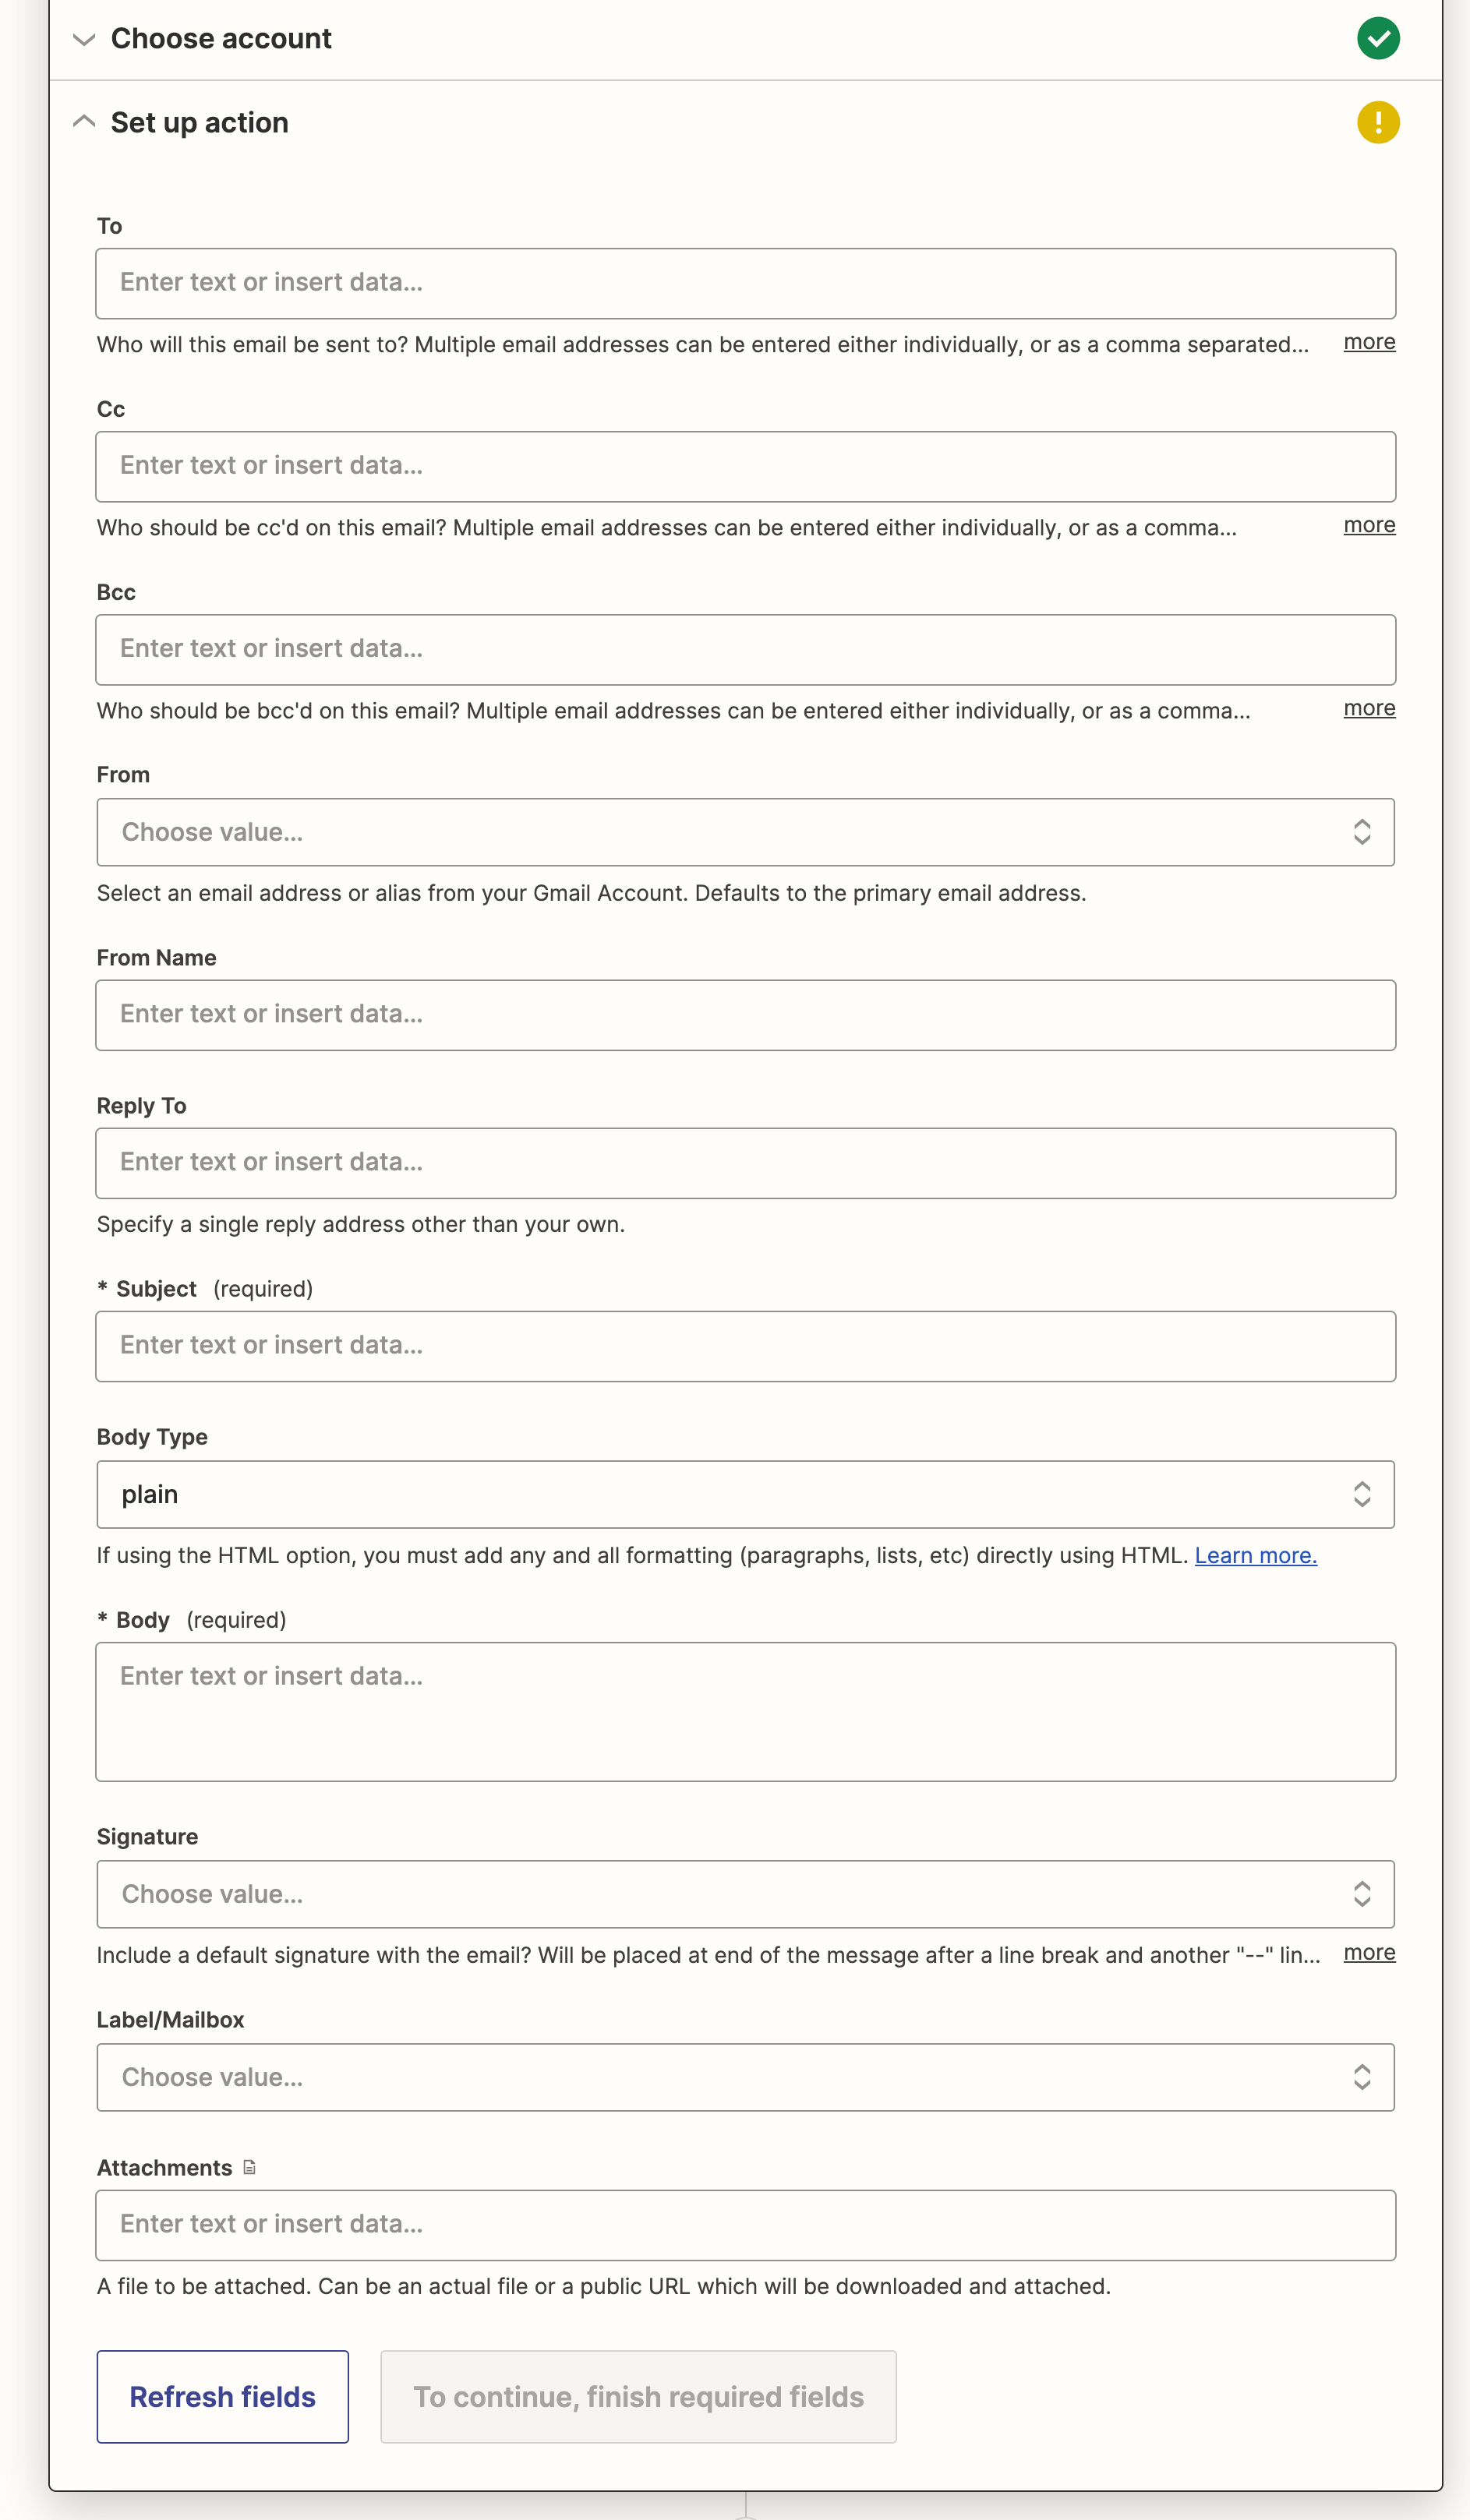 Choose account
Set up action
To
Enter text or insert data...
Who will this email be sent to? Multiple email addresses can be entered either individually, or as a comma separated... more
Cc
Enter text or insert data...
Who should be cc'd on this email? Multiple email addresses can be entered either individually, or as a comma... more
Bcc
Enter text or insert data...
Who should be bcc'd on this email? Multiple email addresses can be entered either individually, or as a comma... more
From
Choose value...
Select an email address or alias from your Gmail Account. Defaults to the primary email address.
From Name
Enter text or insert data...
Reply To
Enter text or insert data...
Specify a single reply address other than your own.
* Subject (required)
Enter text or insert data...
Body Type
plain
If using the HTML option, you must add any and all formatting (paragraphs, lists, etc) directly using HTML. Learn more.
* Body (required)
Enter text or insert data...
Signature
Choose value...
Include a default signature with the email? Will be placed at end of the message after a line break and another "--" lin... more
Label/Mailbox
Choose value...
Attachments
Enter text or insert data...
A file to be attached. Can be an actual file or a public URL which will be downloaded and attached.
Refresh fields To continue, finish required fields